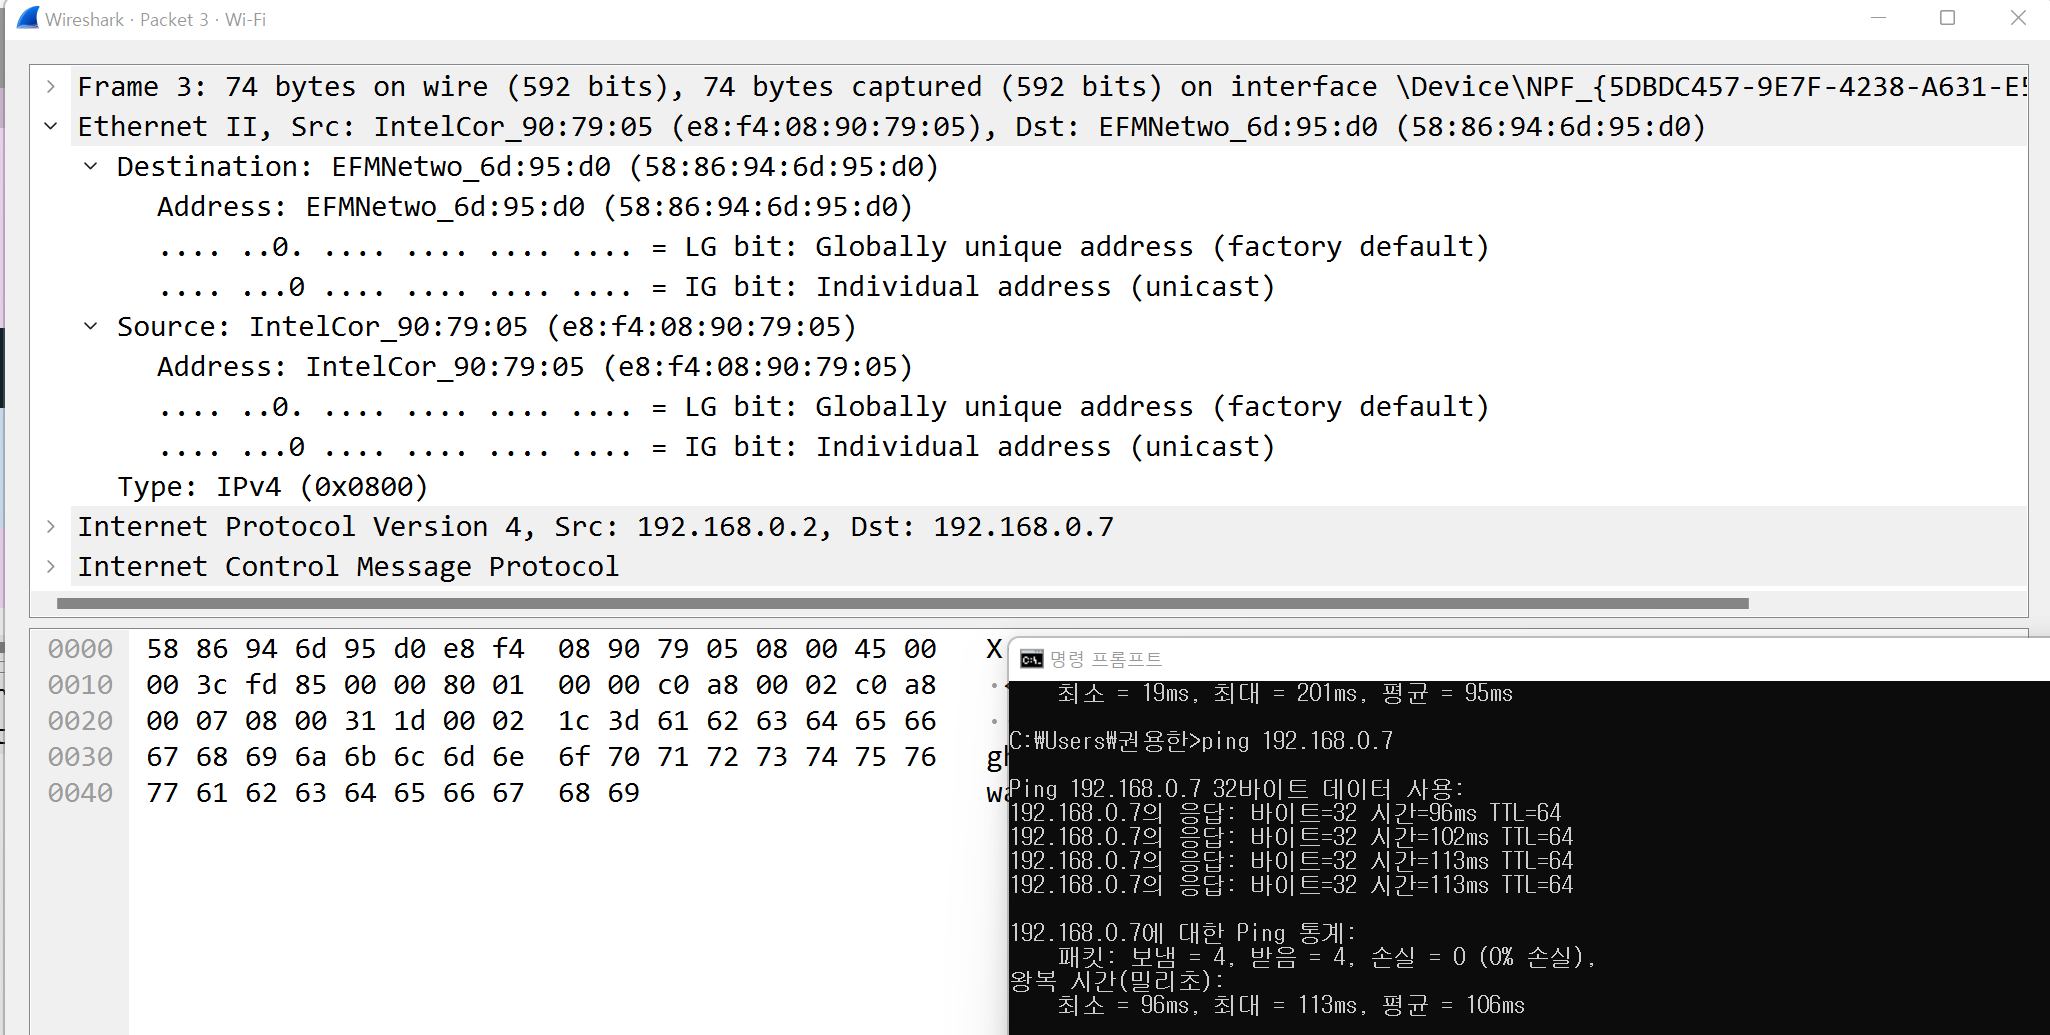 Wireshark · Packet 3 · Wi-Fi
Frame 3: 74 bytes on wire (592 bits), 74 bytes captured (592 bits) on interface \Device\NPF_{5DBDC457-9E7F-4238-A631-E5
Ethernet II, Src: IntelCor_90:79:05 (e8:f4:08:90:79:05), Dst: EFMNetwo_6d:95:d0 (58:86:94:6d:95:d0)
Destination: EFMNetwo_6d:95:d0 (58:86:94:6d:95:d0)
Address: EFMNetwo_6d:95:d0 (58:86:94:6d:95:d0)
.... ..0. .... .... .... .... = LG bit: Globally unique address (factory default)
.... ...0 .... .... .... .... = IG bit: Individual address (unicast)
Source: IntelCor_90:79:05 (e8:f4:08:90:79:05)
Address: IntelCor_90:79:05 (e8:f4:08:90:79:05)
.... ..0. .... .... .... .... = LG bit: Globally unique address (factory default)
.... ...0 .... .... .... .... = IG bit: Individual address (unicast)
Type: IPv4 (0x0800)
Internet Protocol Version 4, Src: 192.168.0.2, Dst: 192.168.0.7
Internet Control Message Protocol
0000 58 86 94 6d 95 d0 e8 f4 08 90 79 05 08 00 45 00 X
0010 00 3c fd 85 00 00 80 01 00 00 c0 a8 00 02 c0 a8
0020 00 07 08 00 31 1d 00 02 1c 3d 61 62 63 64 65 66
0030 67 68 69 6a 6b 6c 6d 6e 6f 70 71 72 73 74 75 76 gh
0040 77 61 62 63 64 65 66 67 68 69 wa
명령 프롬프트
최소 = 19ms, 최대 = 201ms, 평균 = 95ms
C:₩Users₩권용한>ping 192.168.0.7
Ping 192.168.0.7 32바이트 데이터 사용:
192.168.0.7의 응답: 바이트=32 시간=96ms TTL=64
192.168.0.7의 응답: 바이트=32 시간=102ms TTL=64
192.168.0.7의 응답: 바이트=32 시간=113ms TTL=64
192.168.0.7의 응답: 바이트=32 시간=113ms TTL=64
192.168.0.7에 대한 Ping 통계:
패킷: 보냄 = 4, 받음 = 4, 손실 = 0 (0% 손실),
왕복 시간(밀리초):
최소 = 96ms, 최대 = 113ms, 평균 = 106ms